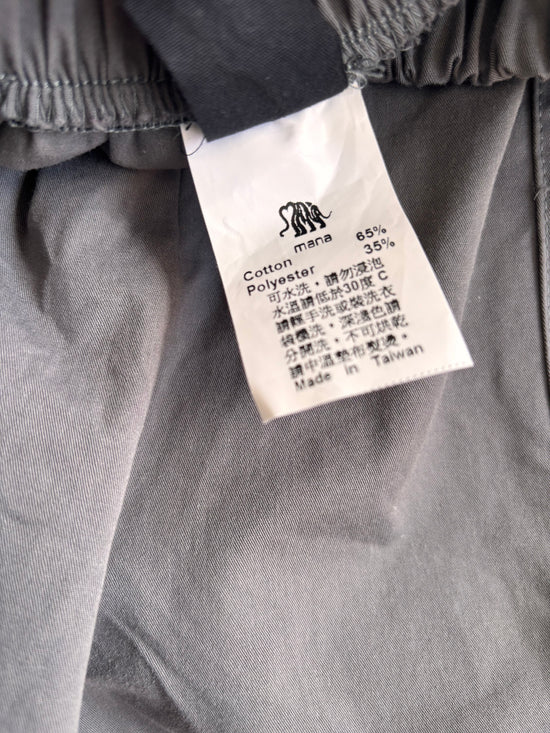 mana
Cotton 65%
Polyester 35%
可水洗，請勿浸泡
水溫請低於30度 C
請輕手洗或裝洗衣
袋機洗，深淺色請
分開洗，不可烘乾
請中溫墊布整燙，
Made in Taiwan